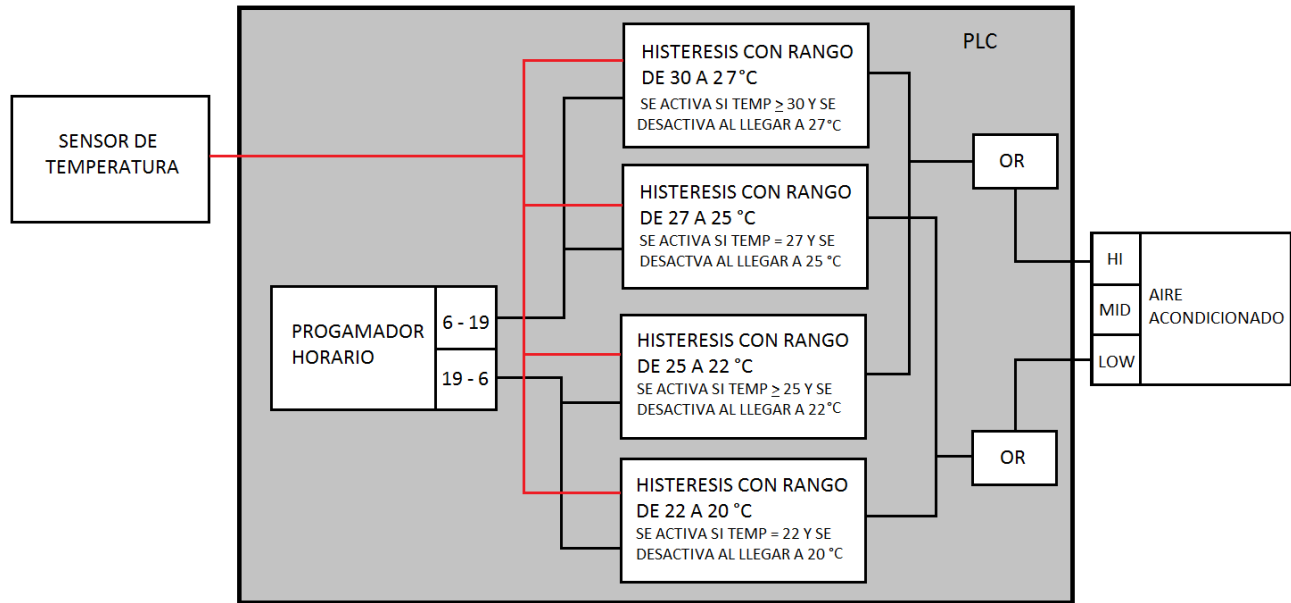 PLC
SENSOR DE
TEMPERATURA
HISTERESIS CON RANGO
DE 30 A 27°C
SE ACTIVA SI TEMP ≥ 30 Y SE
DESACTIVA AL LLEGAR A 27°C
HISTERESIS CON RANGO
DE 27 A 25 °C
SE ACTIVA SI TEMP = 27 Y SE
DESACTVA AL LLEGAR A 25 °C
PROGAMADOR
HORARIO
6 - 19
19 - 6
HISTERESIS CON RANGO
DE 25 A 22 °C
SE ACTIVA SI TEMP ≥ 25 Y SE
DESACTIVA AL LLEGAR A 22°C
HISTERESIS CON RANGO
DE 22 A 20 °C
SE ACTIVA SI TEMP = 22 Y SE
DESACTIVA AL LLEGAR A 20 °C
OR
OR
HI
MID
LOW
AIRE
ACONDICIONADO